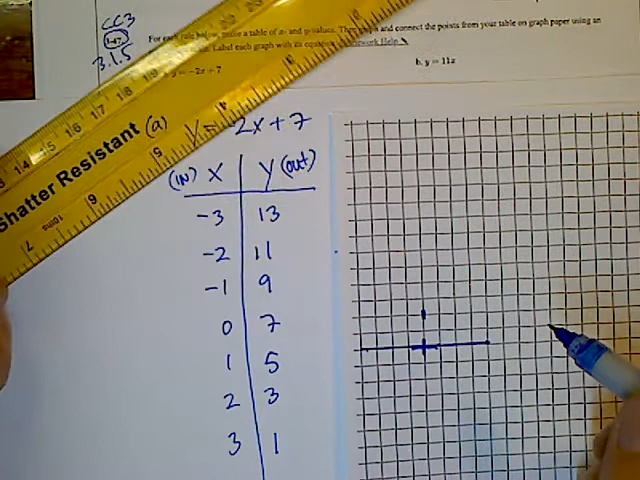 CC3
3.1.5
For each rule below, make a table of x- and y-values. Then graph and connect the points from your table on graph paper using an
Label each graph with its equation. Homework Help
y = −2x + 7
b. y = 11x
Shatter Resistant
(a) y = -2x + 7
(IN) X Y (OUT)
-3 13
-2 11
-1 9
0 7
1 5
2 3
3 1